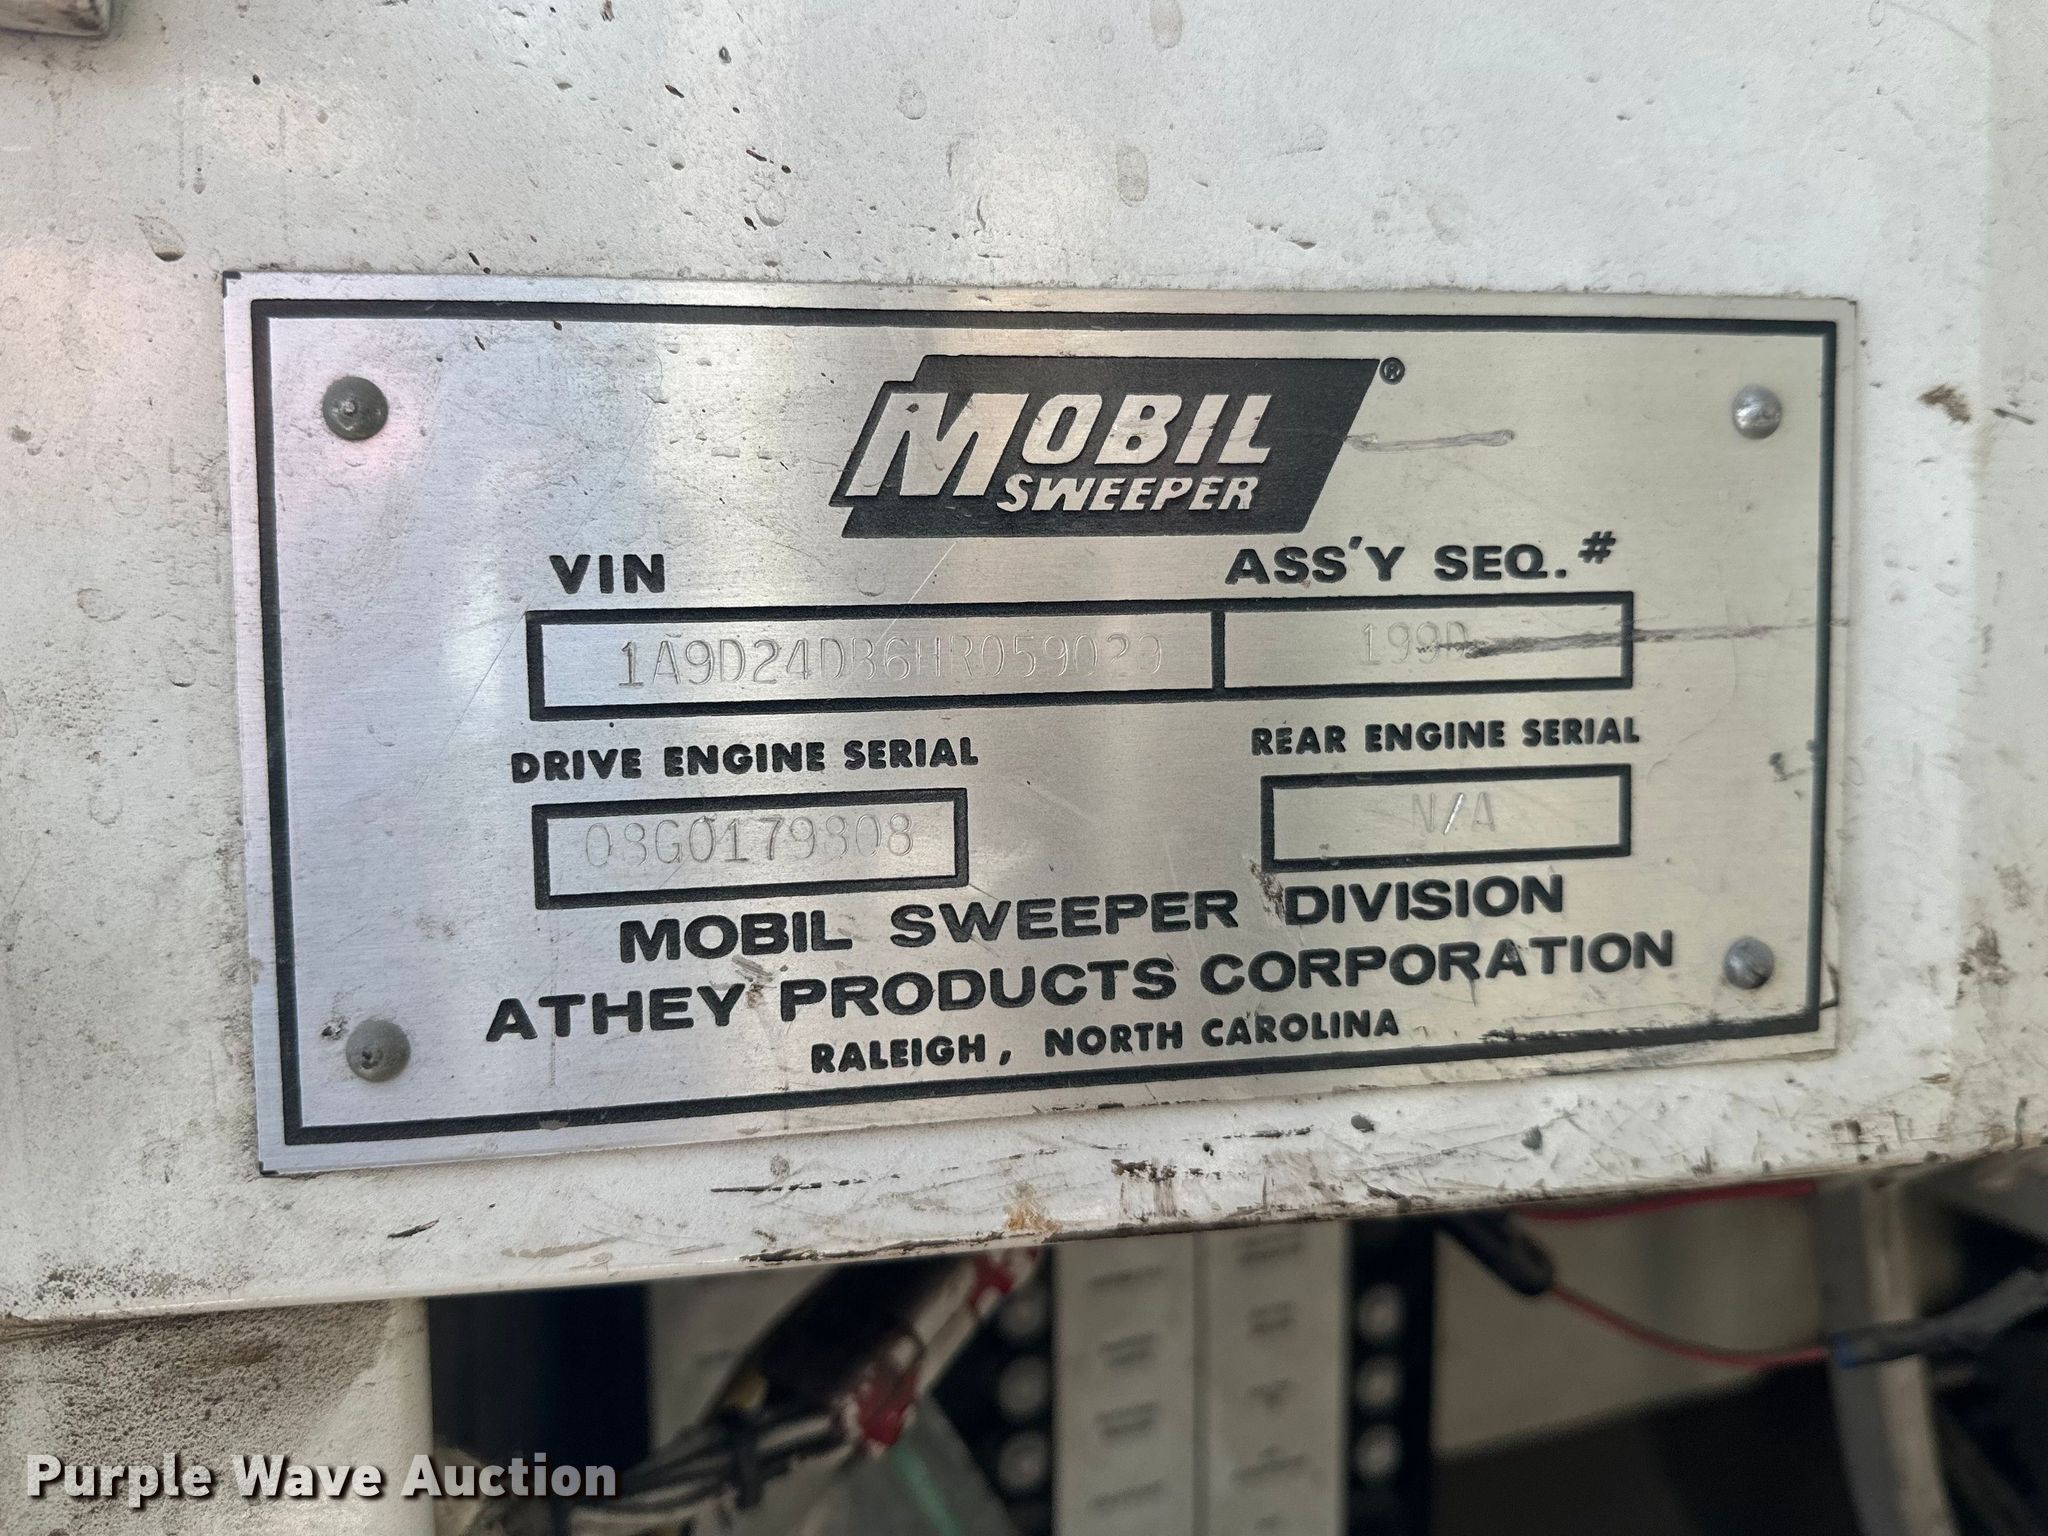 MOBIL ®
SWEEPER
VIN ASS'Y SEQ. #
1A9D24DB6HR059029 199D
DRIVE ENGINE SERIAL REAR ENGINE SERIAL
08G0179808 N/A
MOBIL SWEEPER DIVISION
ATHEY PRODUCTS CORPORATION
RALEIGH, NORTH CAROLINA
Purple Wave Auction